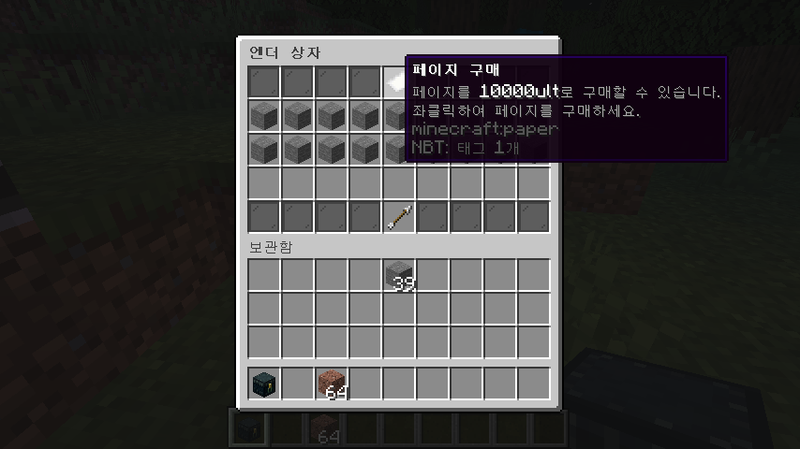 엔더 상자
페이지 구매
페이지를 10000ult로 구매할 수 있습니다.
좌클릭하여 페이지를 구매하세요.
minecraft:paper
NBT: 태그 1개
보관함
39
64
64